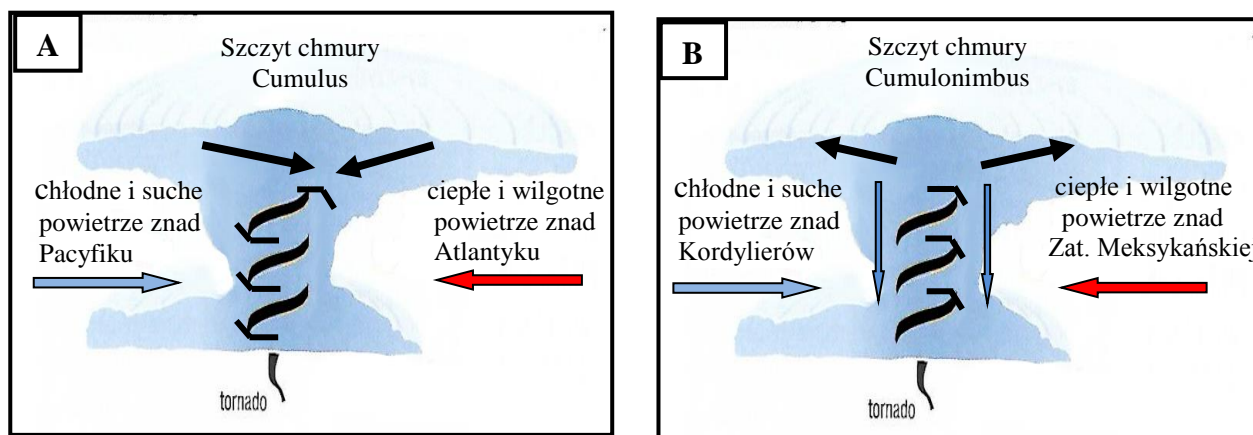 A
Szczyt chmury
Cumulus
chłodne i suche
powietrze znad
Pacyfiku
ciepłe i wilgotne
powietrze znad
Atlantyku
tornado
B
Szczyt chmury
Cumulonimbus
chłodne i suche
powietrze znad
Kordylierów
ciepłe i wilgotne
powietrze znad
Zat. Meksykańskiej
tornado